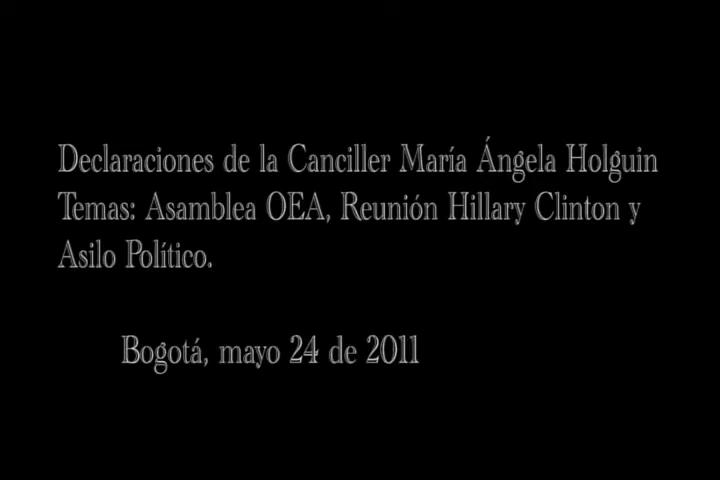 Declaraciones de la Canciller María Ángela Holguin
Temas: Asamblea OEA, Reunión Hillary Clinton y
Asilo Político.
Bogotá, mayo 24 de 2011